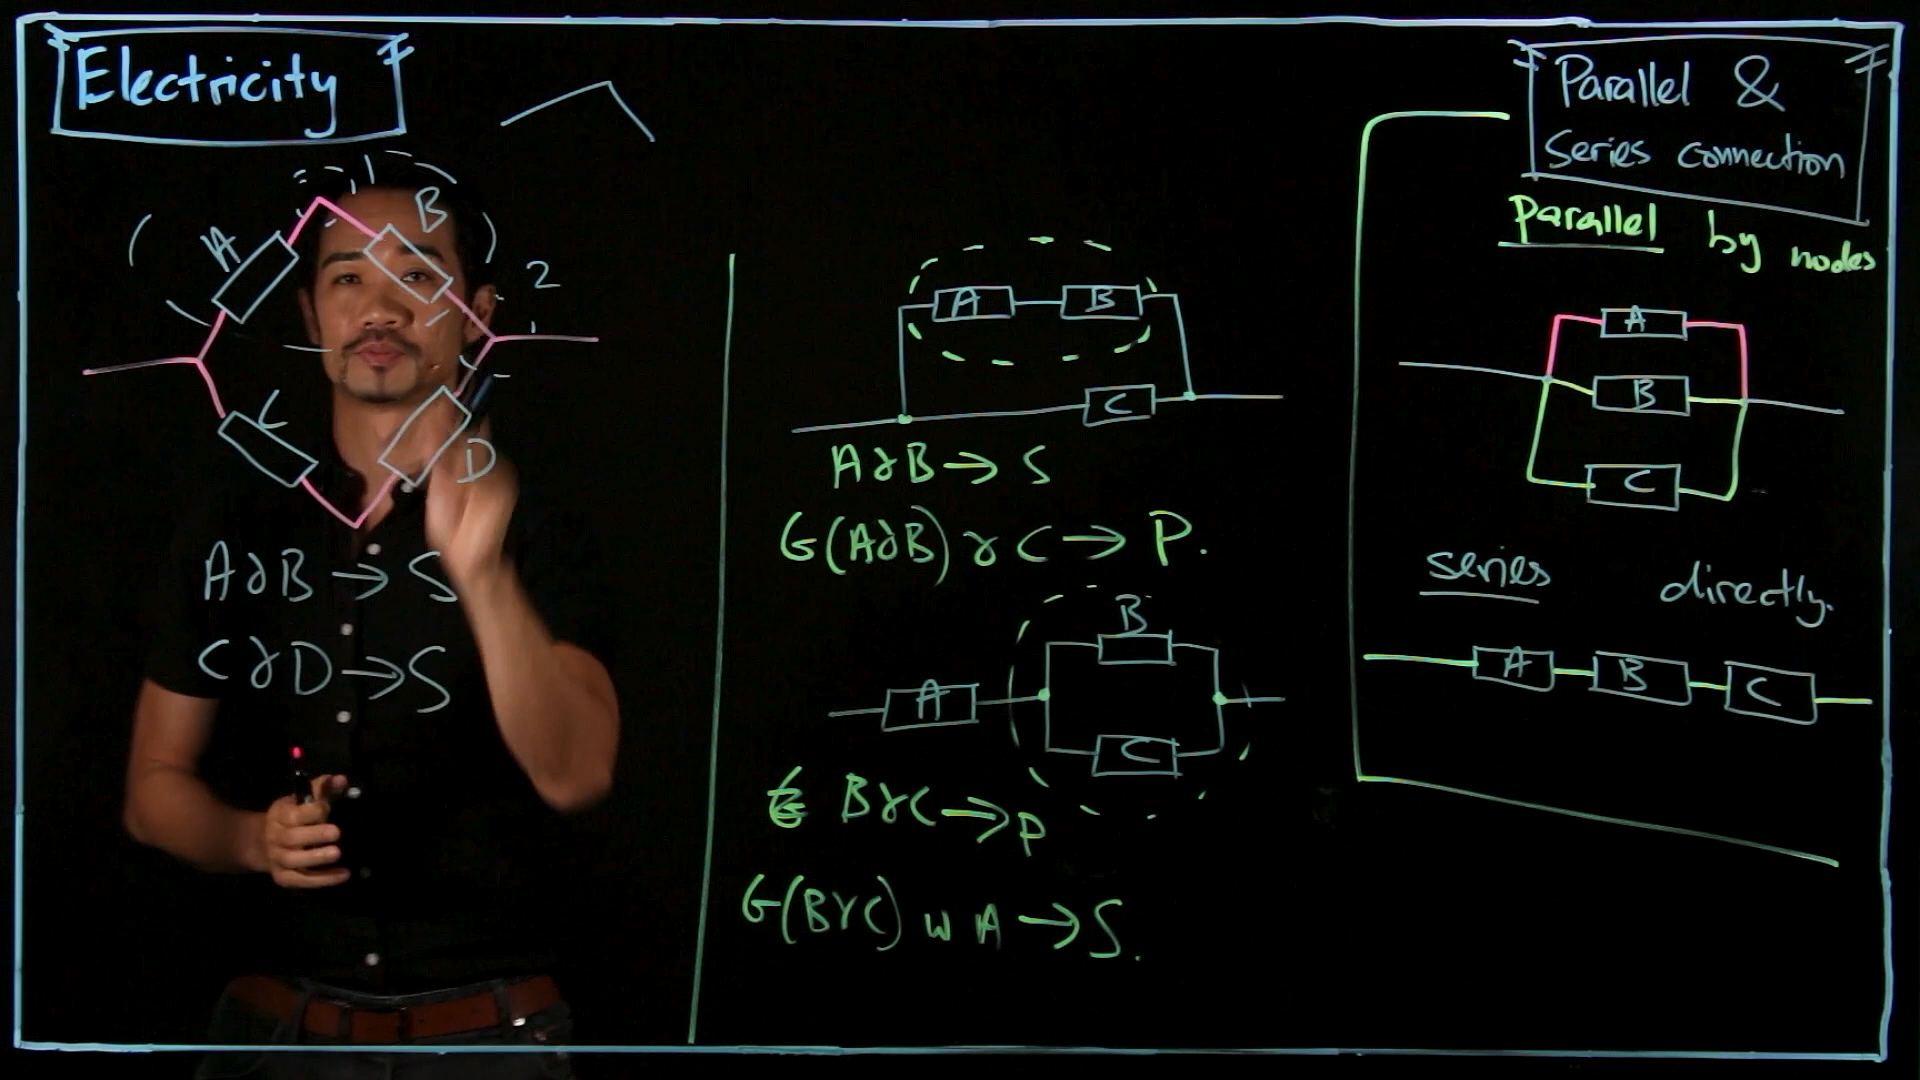 Electricity
A
B
2
C
D
A & B → S
C & D → S
A B
C
A & B → S
G(A & B) & C → P.
B
A
C
B & C → P
G(B & C) w A → S.
Parallel &
Series connection
Parallel by nodes
A
B
C
series directly.
A B C